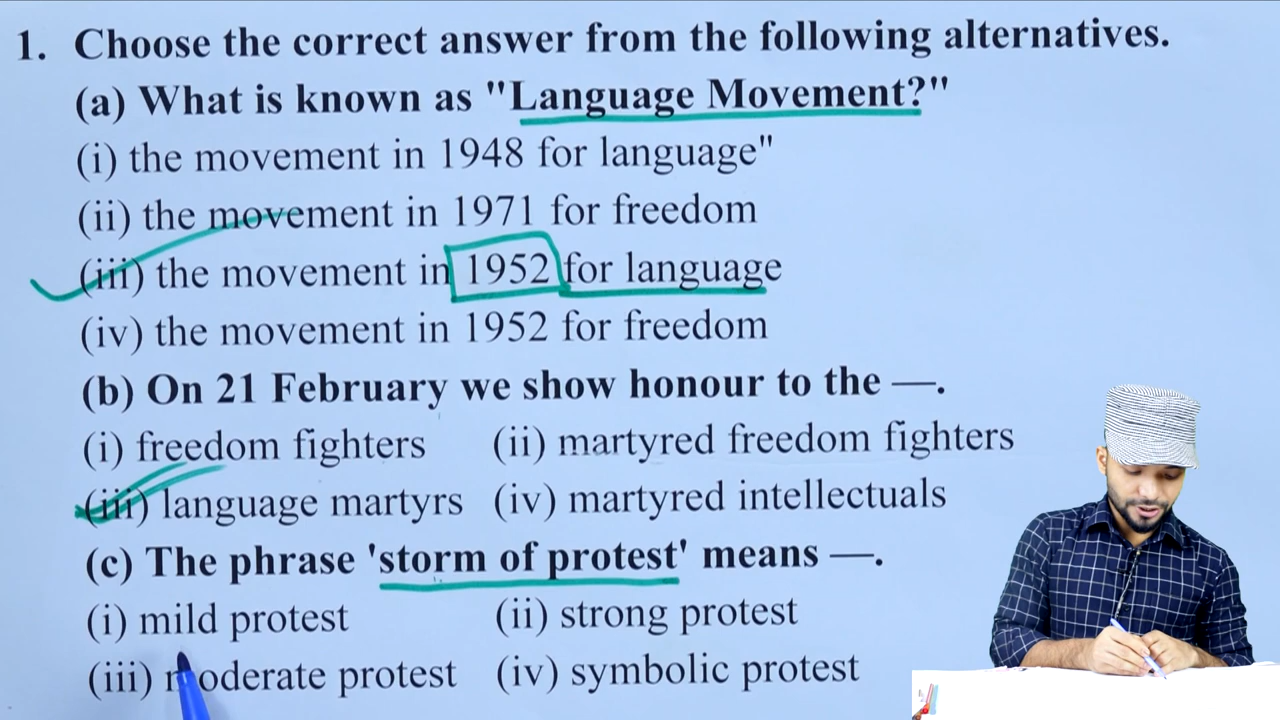 1. Choose the correct answer from the following alternatives.
(a) What is known as "Language Movement?"
(i) the movement in 1948 for language"
(ii) the movement in 1971 for freedom
(iii) the movement in 1952 for language
(iv) the movement in 1952 for freedom
(b) On 21 February we show honour to the —.
(i) freedom fighters (ii) martyred freedom fighters
(iii) language martyrs (iv) martyred intellectuals
(c) The phrase 'storm of protest' means —.
(i) mild protest (ii) strong protest
(iii) moderate protest (iv) symbolic protest